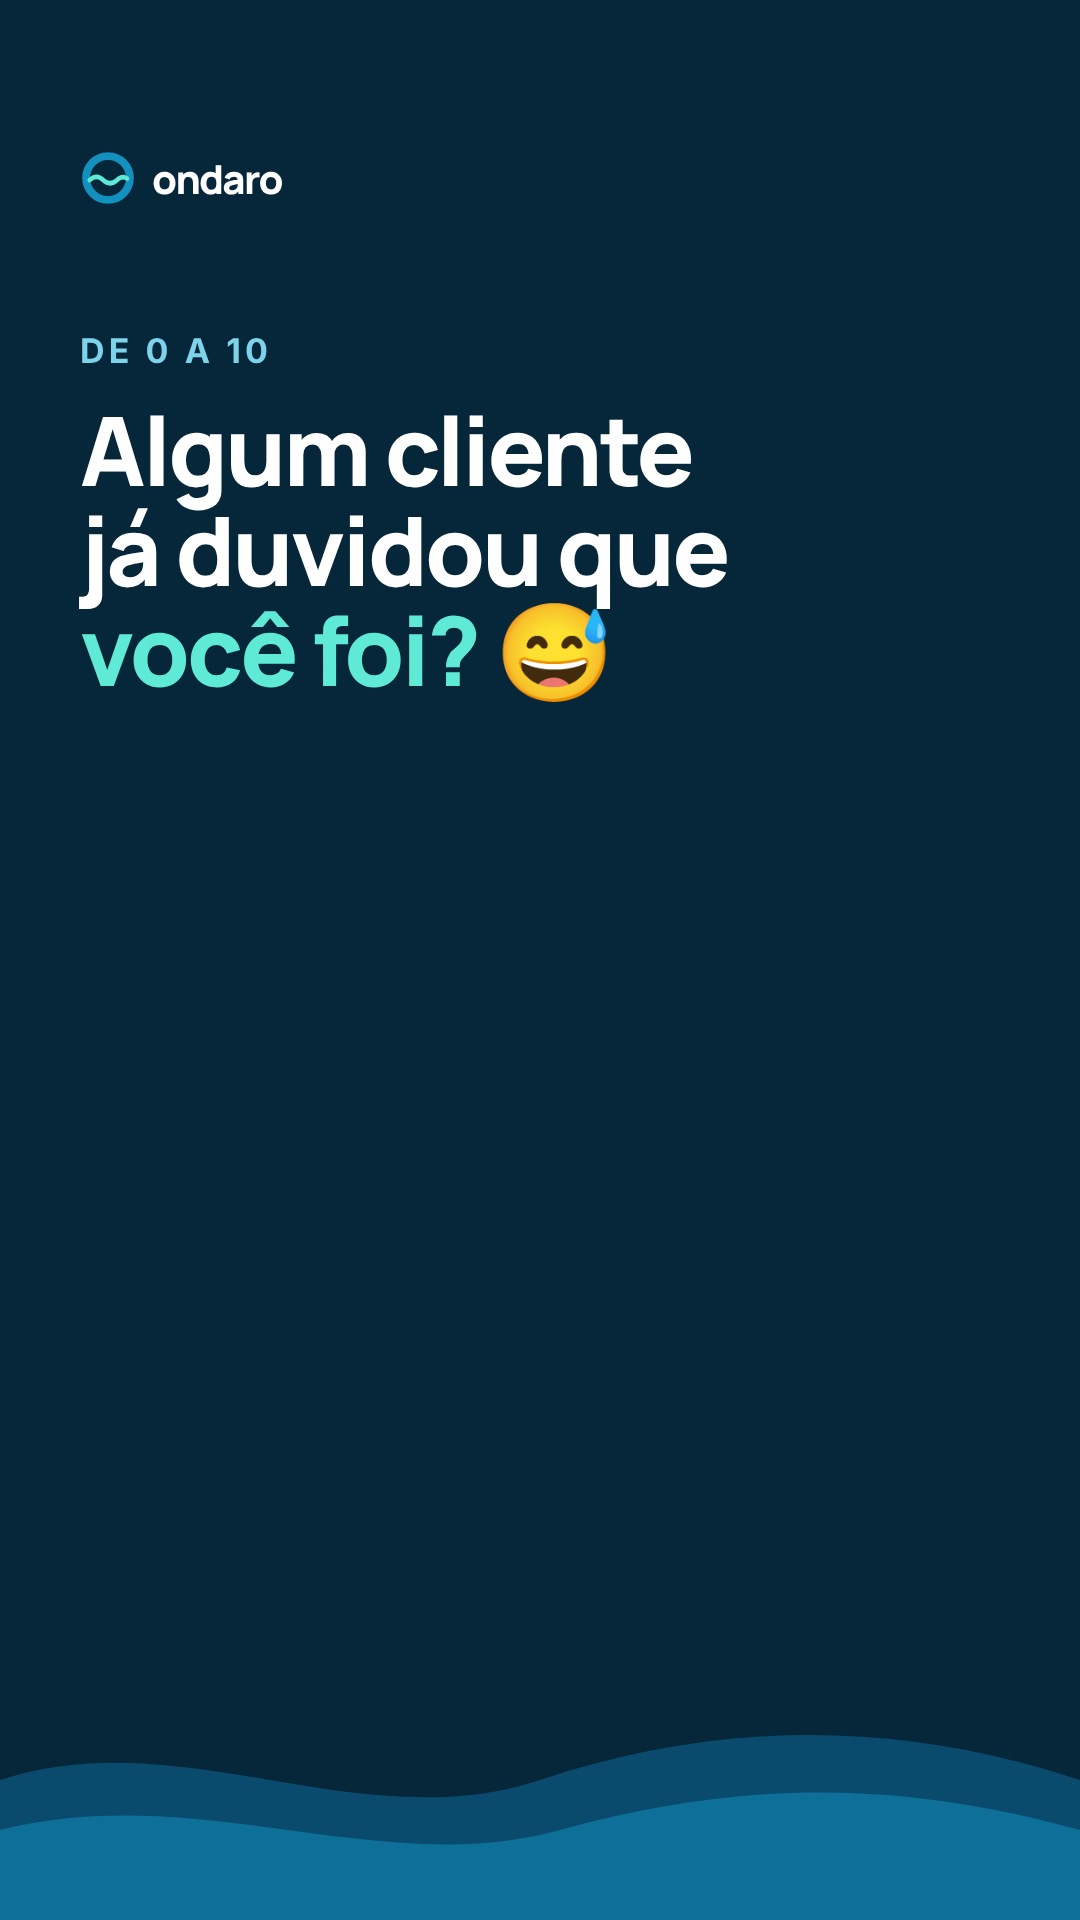 ondaro
DE 0 A 10
Algum cliente
já duvidou que
você foi? 😅